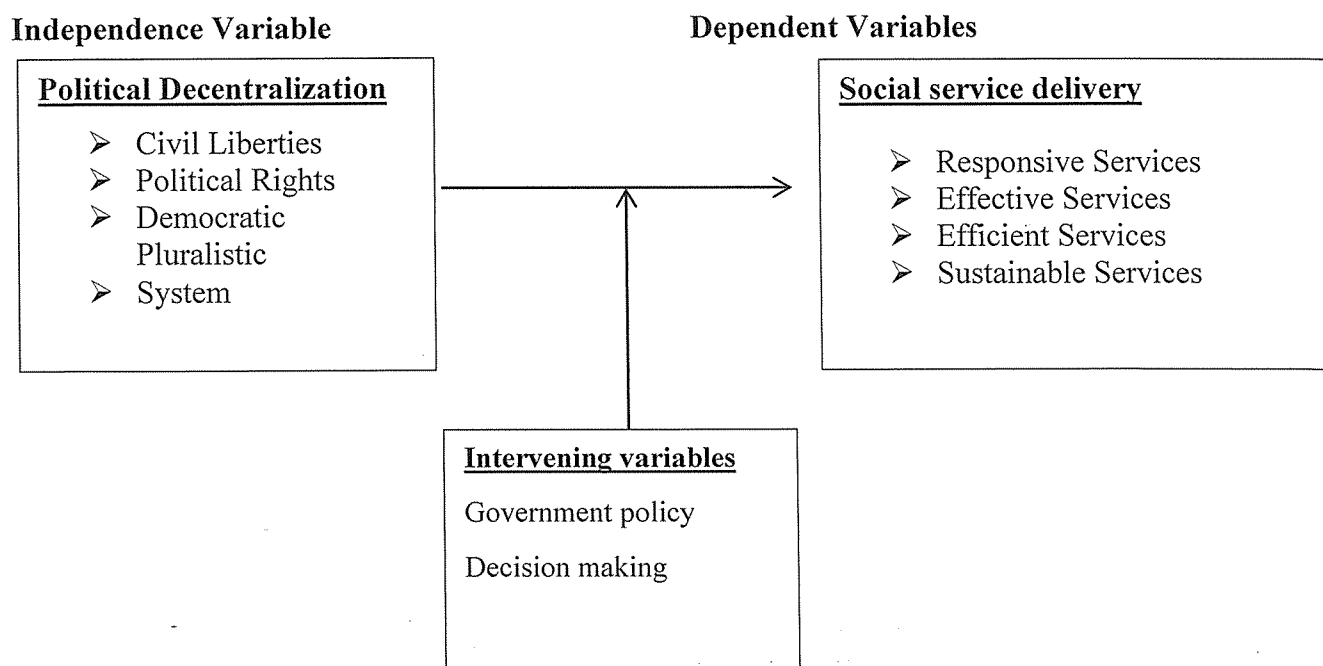 Independence Variable
Dependent Variables
Political Decentralization
➢ Civil Liberties
➢ Political Rights
➢ Democratic
Pluralistic
➢ System
Social service delivery
➢ Responsive Services
➢ Effective Services
➢ Efficient Services
➢ Sustainable Services
Intervening variables
Government policy
Decision making